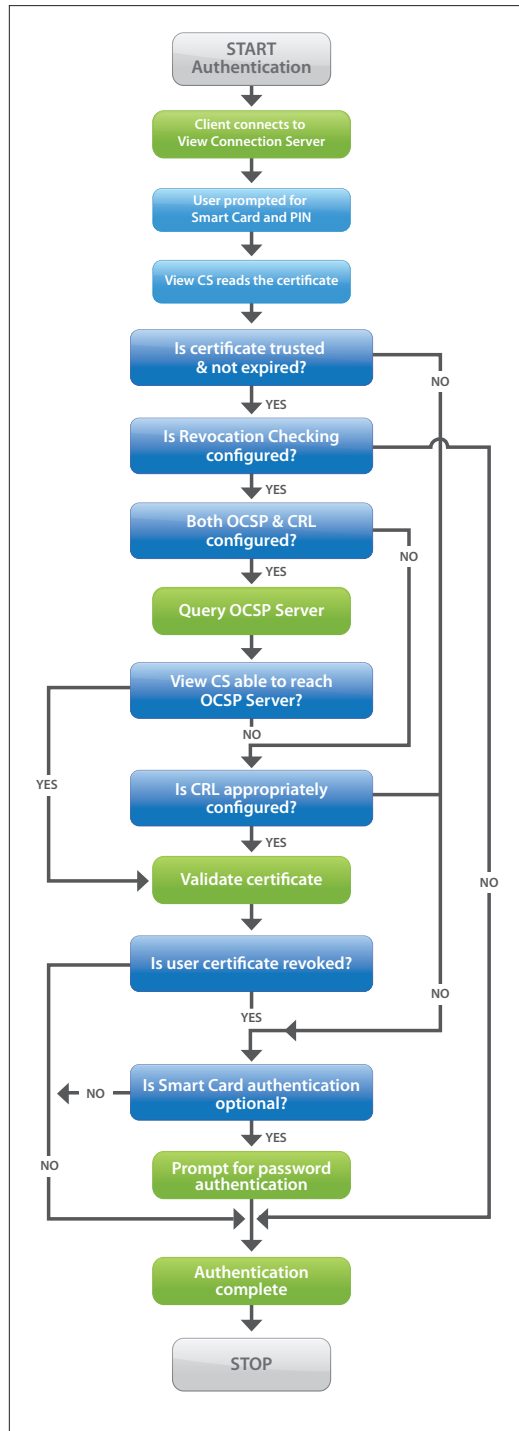 START
Authentication
Client connects to
View Connection Server
User prompted for
Smart Card and PIN
View CS reads the certificate
Is certificate trusted
& not expired?
NO
YES
Is Revocation Checking
configured?
YES
Both OCSP & CRL
configured?
NO
YES
Query OCSP Server
View CS able to reach
OCSP Server?
NO
YES
Is CRL appropriately
configured?
YES
Validate certificate
NO
Is user certificate revoked?
NO
YES
Is Smart Card authentication
optional?
NO
YES
NO
Prompt for password
authentication
Authentication
complete
STOP